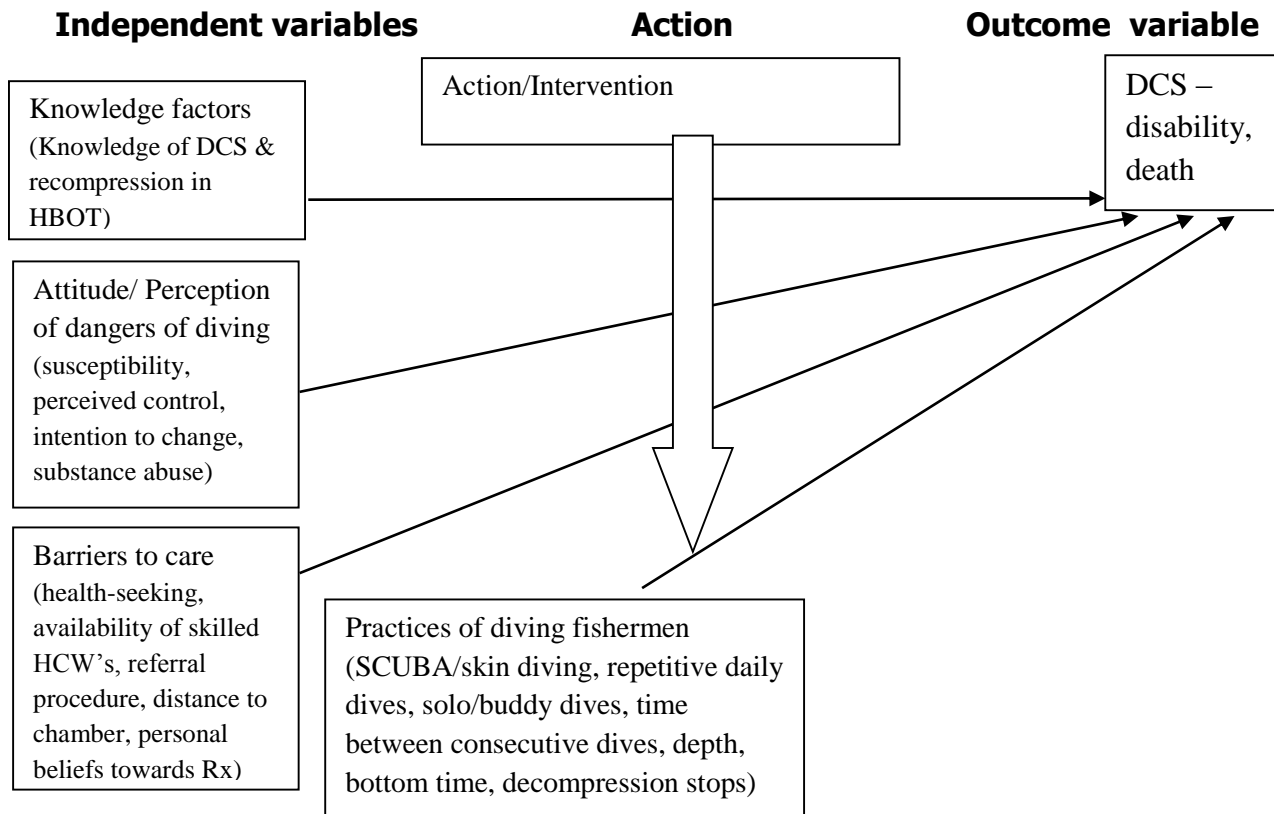 Independent variables Action Outcome variable
Action/Intervention
DCS –
disability,
death
Knowledge factors
(Knowledge of DCS &
recompression in
HBOT)
Attitude/ Perception
of dangers of diving
(susceptibility,
perceived control,
intention to change,
substance abuse)
Barriers to care
(health-seeking,
availability of skilled
HCW's, referral
procedure, distance to
chamber, personal
beliefs towards Rx)
Practices of diving fishermen
(SCUBA/skin diving, repetitive daily
dives, solo/buddy dives, time
between consecutive dives, depth,
bottom time, decompression stops)